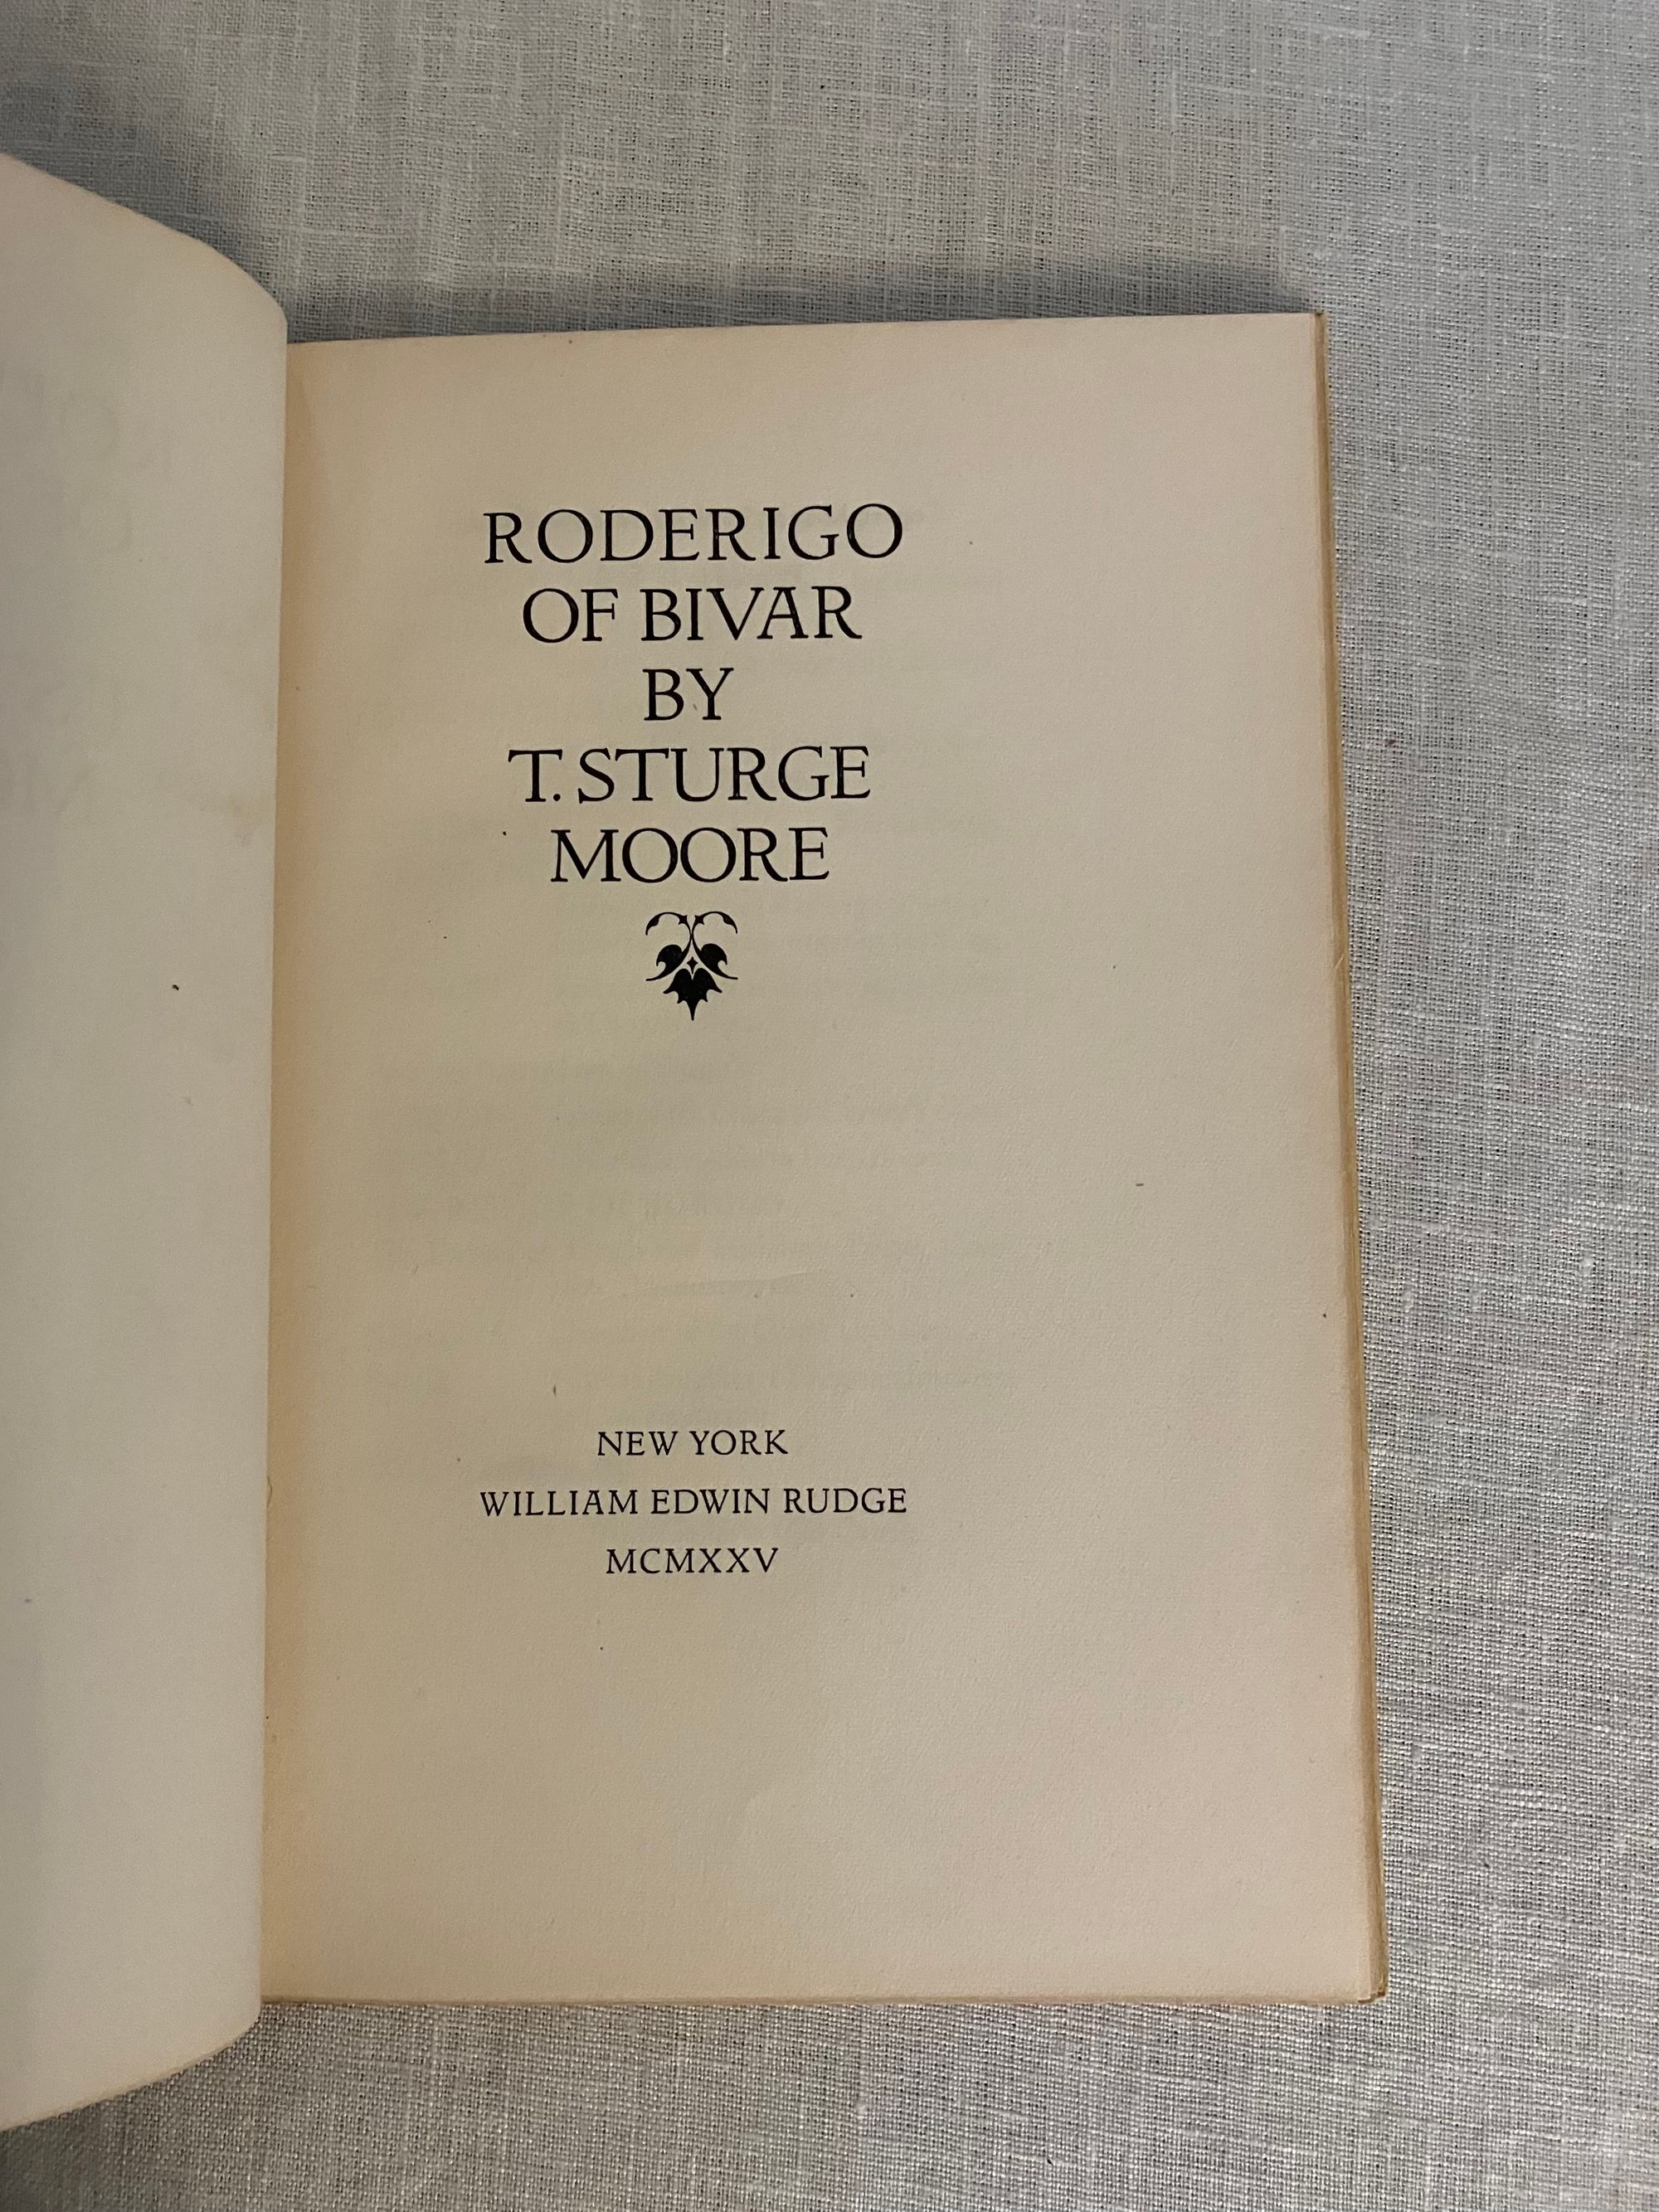 RODERIGO
OF BIVAR
BY
T. STURGE
MOORE
NEW YORK
WILLIAM EDWIN RUDGE
MCMXXV